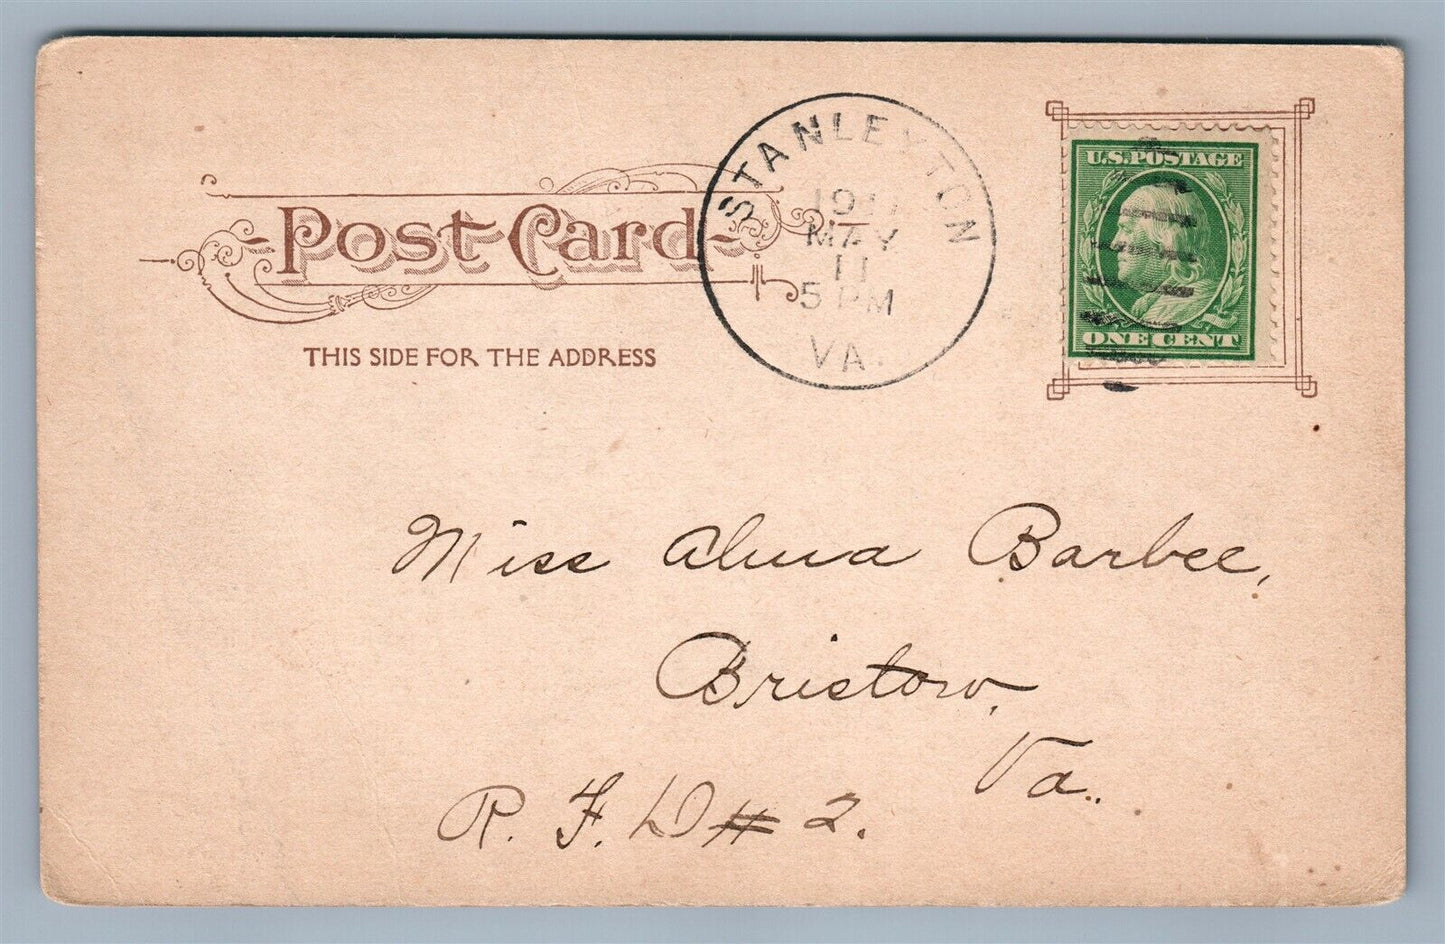 STANLEYTON
MAY
11
5 PM
VA.
U.S.POSTAGE
ONE CENT
Post Card
THIS SIDE FOR THE ADDRESS
Miss Alma Barbee,
Bristow,
Va.
R. F. D # 2.